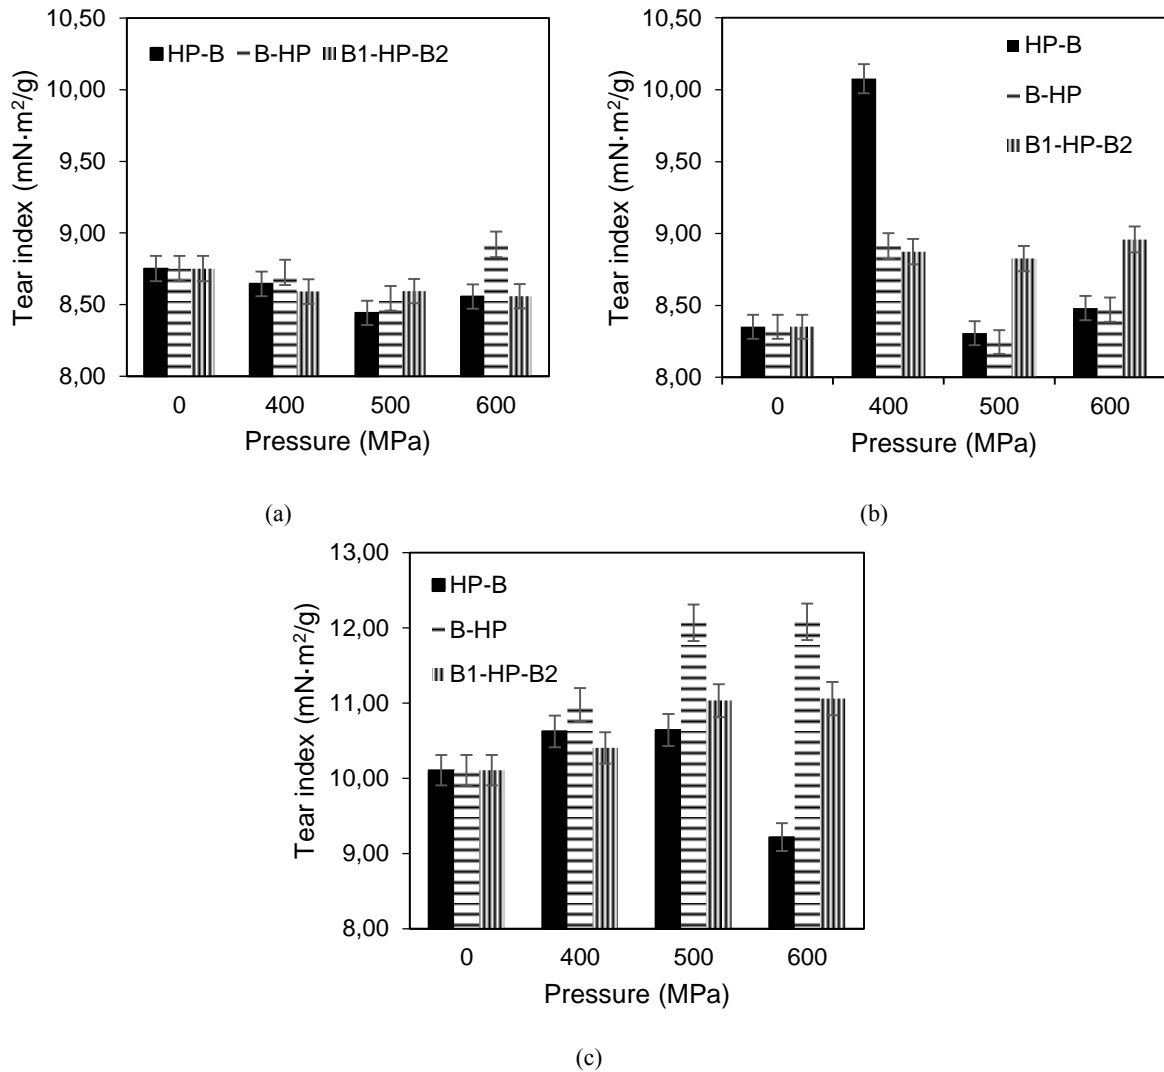 10,50
10,00
9,50
9,00
8,50
8,00
Tear index (mN·m²/g)
HP-B B-HP B1-HP-B2
0 400 500 600
Pressure (MPa)
(a)
10,50
10,00
9,50
9,00
8,50
8,00
Tear index (mN·m²/g)
HP-B
B-HP
B1-HP-B2
0 400 500 600
Pressure (MPa)
(b)
13,00
12,00
11,00
10,00
9,00
8,00
Tear index (mN·m²/g)
HP-B
B-HP
B1-HP-B2
0 400 500 600
Pressure (MPa)
(c)